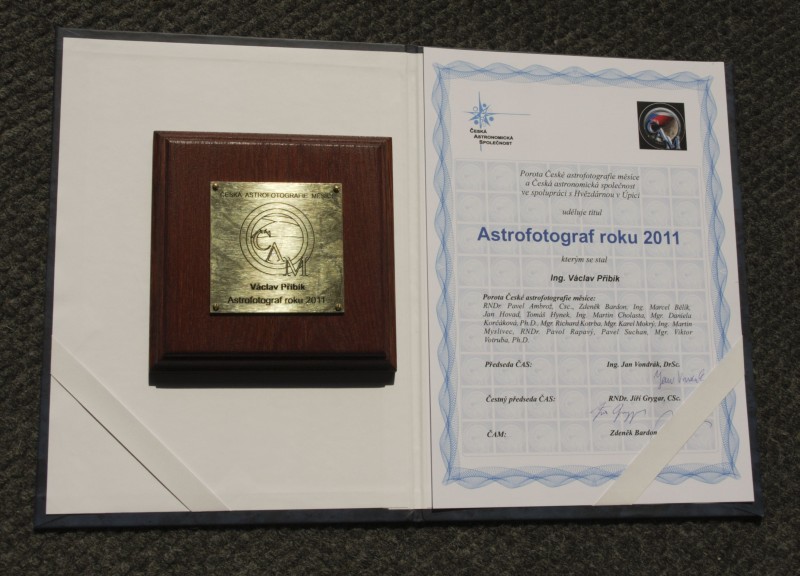 ČESKÁ ASTROFOTOGRAFIE MĚSÍCE
ČAM
Václav Přibík
Astrofotograf roku 2011
ČESKÁ
ASTRONOMICKÁ
SPOLEČNOST
Porota České astrofotografie měsíce
a Česká astronomická společnost
ve spolupráci s Hvězdárnou v Úpici
uděluje titul
Astrofotograf roku 2011
kterým se stal
Ing. Václav Přibík
Porota České astrofotografie měsíce:
RNDr. Pavel Ambrož, Csc., Zdeněk Bardon, Ing. Marcel Bělík,
Jan Hovad, Tomáš Hynek, Ing. Martin Cholasta, Mgr. Daniela
Korčáková, Ph.D., Mgr. Richard Kotrba, Mgr. Karel Mokrý, Ing. Martin
Myslivec, RNDr. Pavol Rapavý, Pavel Suchan, Mgr. Viktor
Votruba, Ph.D.
Předseda ČAS: Ing. Jan Vondrák, DrSc.
Čestný předseda ČAS: RNDr. Jiří Grygar, CSc.
ČAM: Zdeněk Bardon